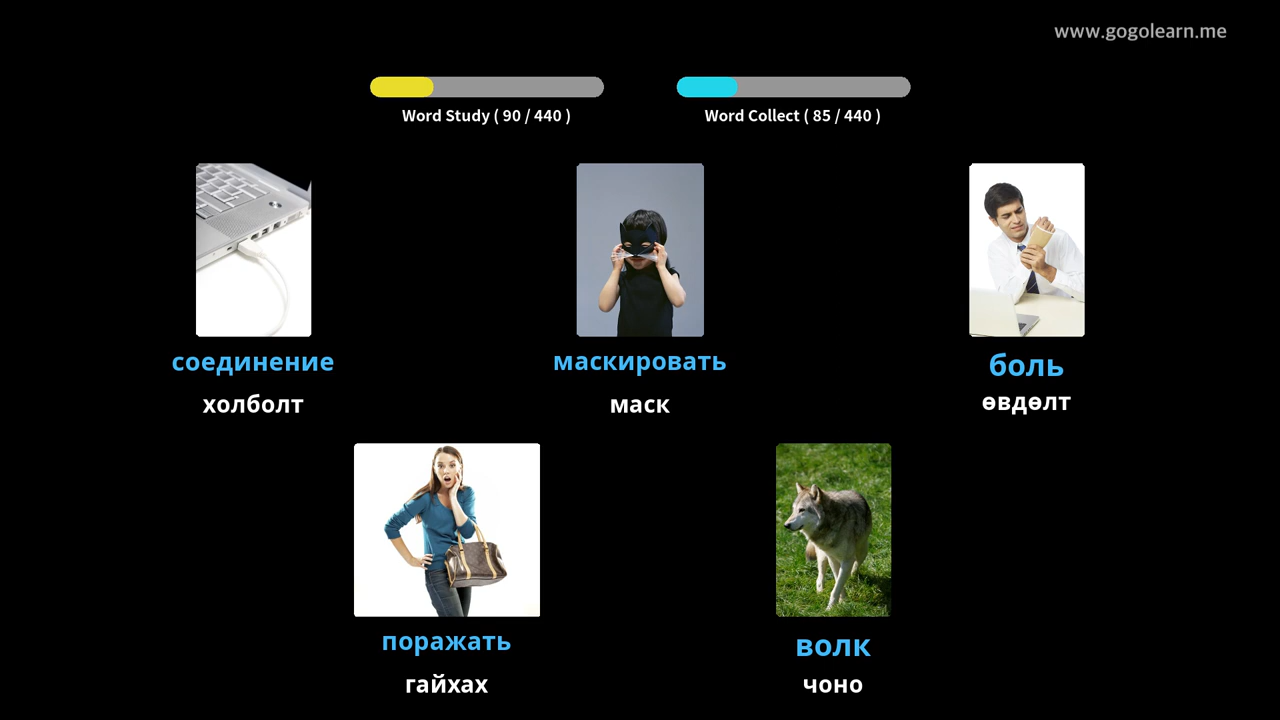 www.gogolearn.me
Word Study ( 90 / 440 )
Word Collect ( 85 / 440 )
соединение
холболт
маскировать
маск
боль
өвдөлт
поражать
гайхах
волк
чоно